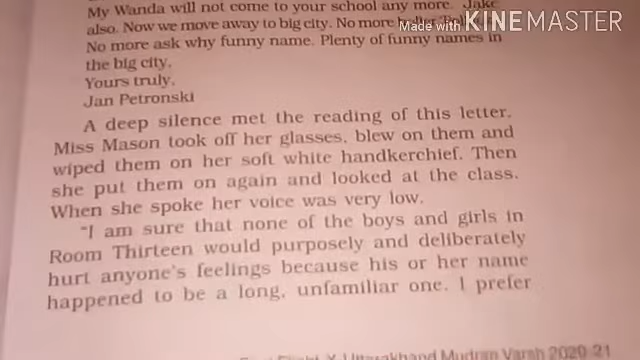 My Wanda will not come to your school any more. Jake
also. Now we move away to big city. No more
Made with KINEMASTER
No more ask why funny name. Plenty of funny names in
the big city.
Yours truly,
Jan Petronski
A deep silence met the reading of this letter.
Miss Mason took off her glasses, blew on them and
wiped them on her soft white handkerchief. Then
she put them on again and looked at the class.
When she spoke her voice was very low.
"I am sure that none of the boys and girls in
Room Thirteen would purposely and deliberately
hurt anyone's feelings because his or her name
happened to be a long, unfamiliar one. I prefer
X Uttarakhand Mudran Varsh 2020-21